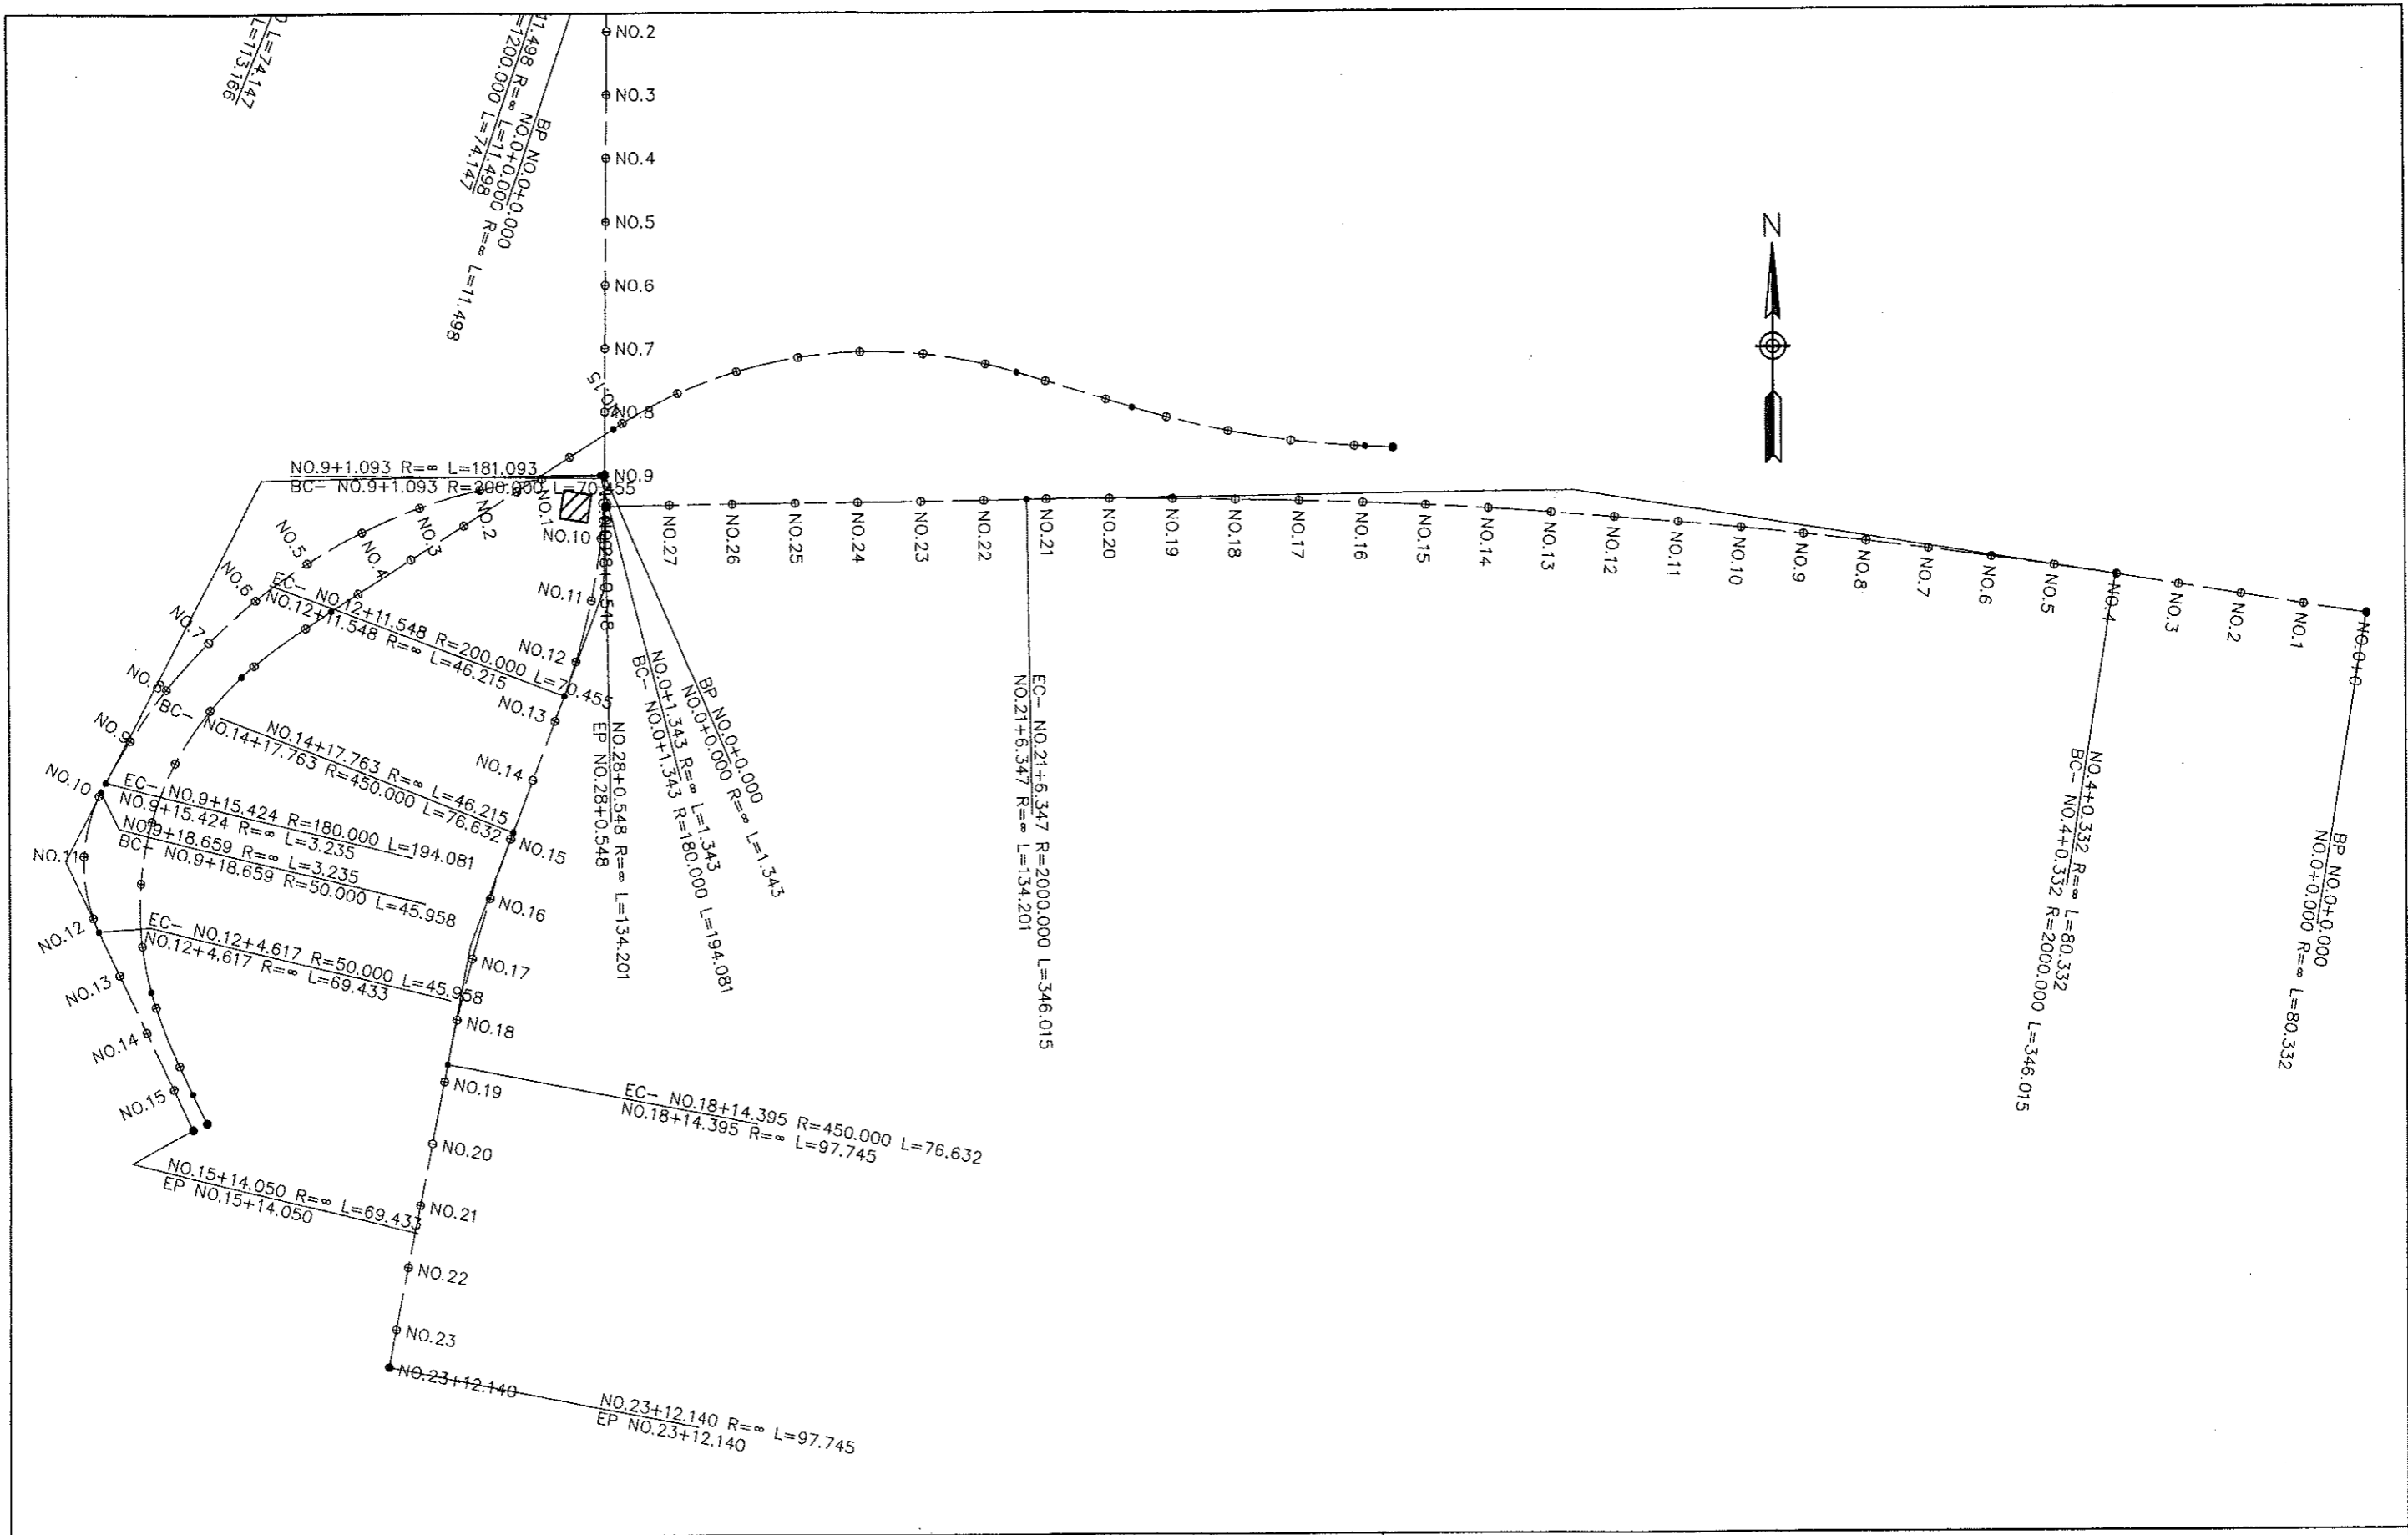 L=74.147
L=113.166
11.498 R=∞ L=11.498
=1200.000 L=74.147
BP NO.0+0.000
NO.0+0.000 R=∞ L=11.498
NO.2
NO.3
NO.4
NO.5
NO.6
NO.7
NO.8
NO.9
N
NO.9+1.093 R=∞ L=181.093
BC- NO.9+1.093 R=200.000 L=70.455
NO.10
NO.11
NO.12
NO.13
NO.14
NO.15
NO.16
NO.17
NO.18
NO.19
NO.20
NO.21
NO.22
NO.23
NO.23+12.140
NO.1
NO.2
NO.3
NO.4
NO.5
NO.6
NO.7
NO.8
NO.9
NO.10
NO.11
NO.12
NO.13
NO.14
NO.15
EC- NO.12+11.548 R=200.000 L=70.455
NO.12+11.548 R=∞ L=46.215
NO.14+17.763 R=∞ L=46.215
BC- NO.14+17.763 R=450.000 L=76.632
EC- NO.9+15.424 R=180.000 L=194.081
NO.9+15.424 R=∞ L=3.235
NO.9+18.659 R=∞ L=3.235
BC- NO.9+18.659 R=50.000 L=45.958
EC- NO.12+4.617 R=50.000 L=45.958
NO.12+4.617 R=∞ L=69.433
NO.15+14.050 R=∞ L=69.433
EP NO.15+14.050
EC- NO.18+14.395 R=450.000 L=76.632
NO.18+14.395 R=∞ L=97.745
NO.23+12.140 R=∞ L=97.745
EP NO.23+12.140
NO.28+0.548
NO.28+0.548 R=∞ L=134.201
EP NO.28+0.548
BP NO.0+0.000
NO.0+0.000 R=∞ L=1.343
NO.0+1.343 R=∞ L=1.343
BC- NO.0+1.343 R=180.000 L=194.081
NO.27
NO.26
NO.25
NO.24
NO.23
NO.22
NO.21
NO.20
NO.19
NO.18
NO.17
NO.16
NO.15
NO.14
NO.13
NO.12
NO.11
NO.10
NO.9
NO.8
NO.7
NO.6
NO.5
NO.4
NO.3
NO.2
NO.1
NO.0+0
EC- NO.21+6.347 R=2000.000 L=346.015
NO.21+6.347 R=∞ L=134.201
NO.4+0.332 R=∞ L=80.332
BC- NO.4+0.332 R=2000.000 L=346.015
BP NO.0+0.000
NO.0+0.000 R=∞ L=80.332